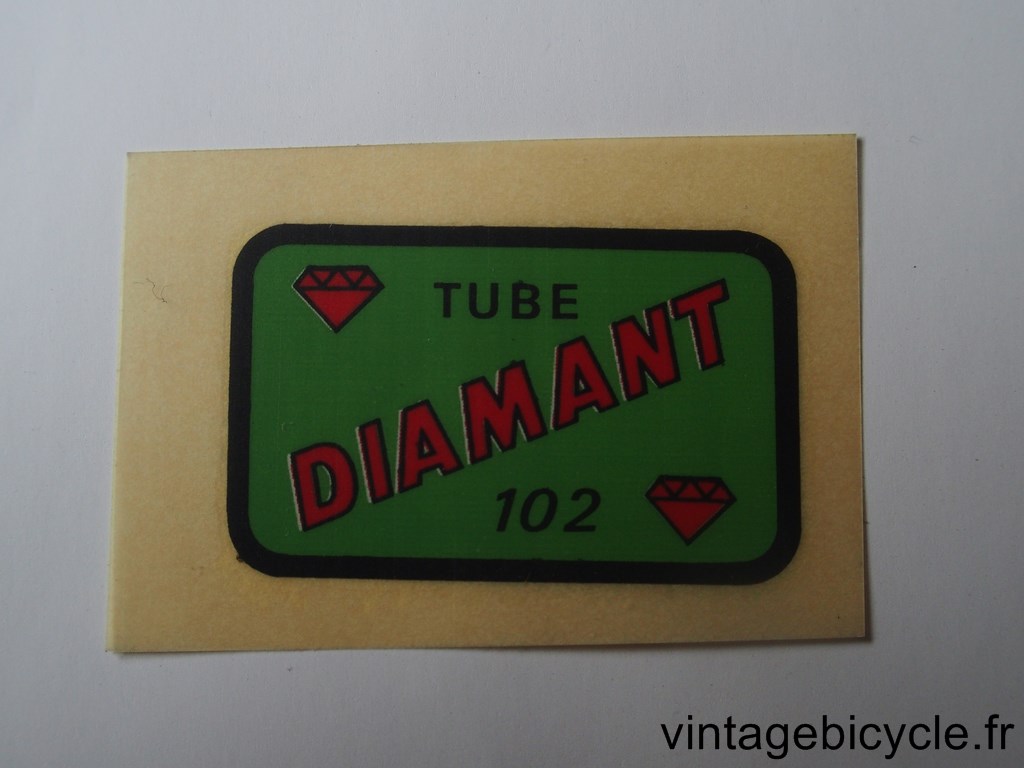 TUBE
DIAMANT
102
vintagebicycle.fr